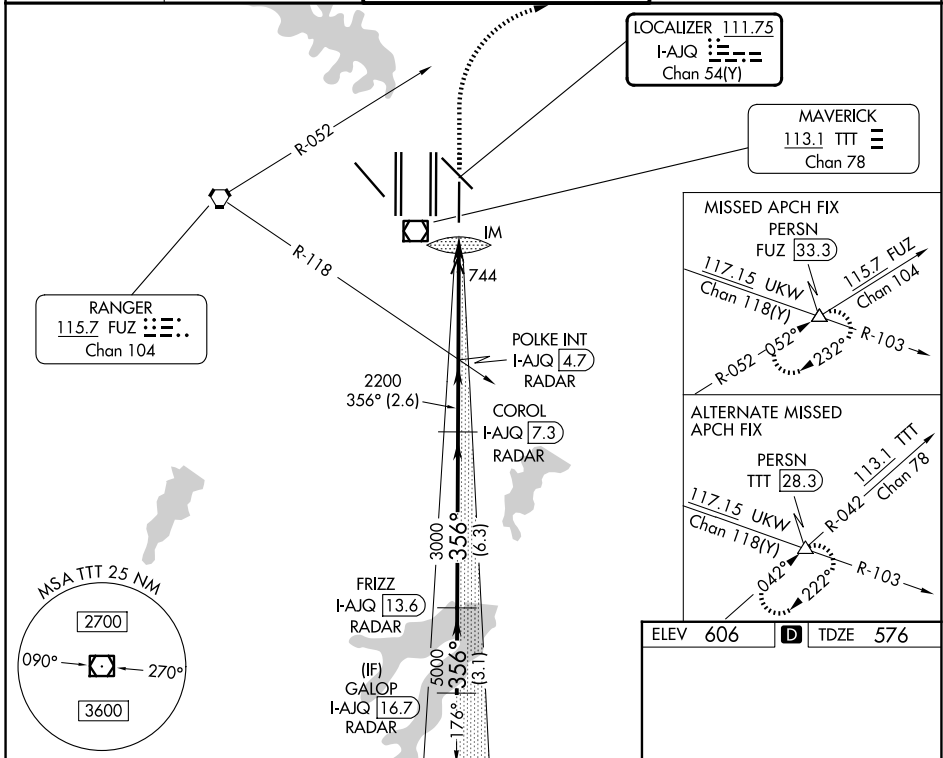 LOCALIZER 111.75
I-AJQ
Chan 54(Y)
MAVERICK
113.1 TTT
Chan 78
R-052
IM
R-118
744
RANGER
115.7 FUZ
Chan 104
POLKE INT
I-AJQ 4.7
RADAR
2200
356° (2.6)
COROL
I-AJQ 7.3
RADAR
3000
356°
(6.3)
FRIZZ
I-AJQ 13.6
RADAR
5000
356°
(3.1)
(IF)
GALOP
I-AJQ 16.7
RADAR
176°
MSA TTT 25 NM
2700
090°
270°
3600
MISSED APCH FIX
PERSN
FUZ 33.3
117.15 UKW
Chan 118(Y)
115.7 FUZ
Chan 104
R-052
052°
232°
R-103
ALTERNATE MISSED
APCH FIX
PERSN
TTT 28.3
117.15 UKW
Chan 118(Y)
113.1 TTT
Chan 78
R-042
042°
222°
R-103
ELEV 606 D TDZE 576